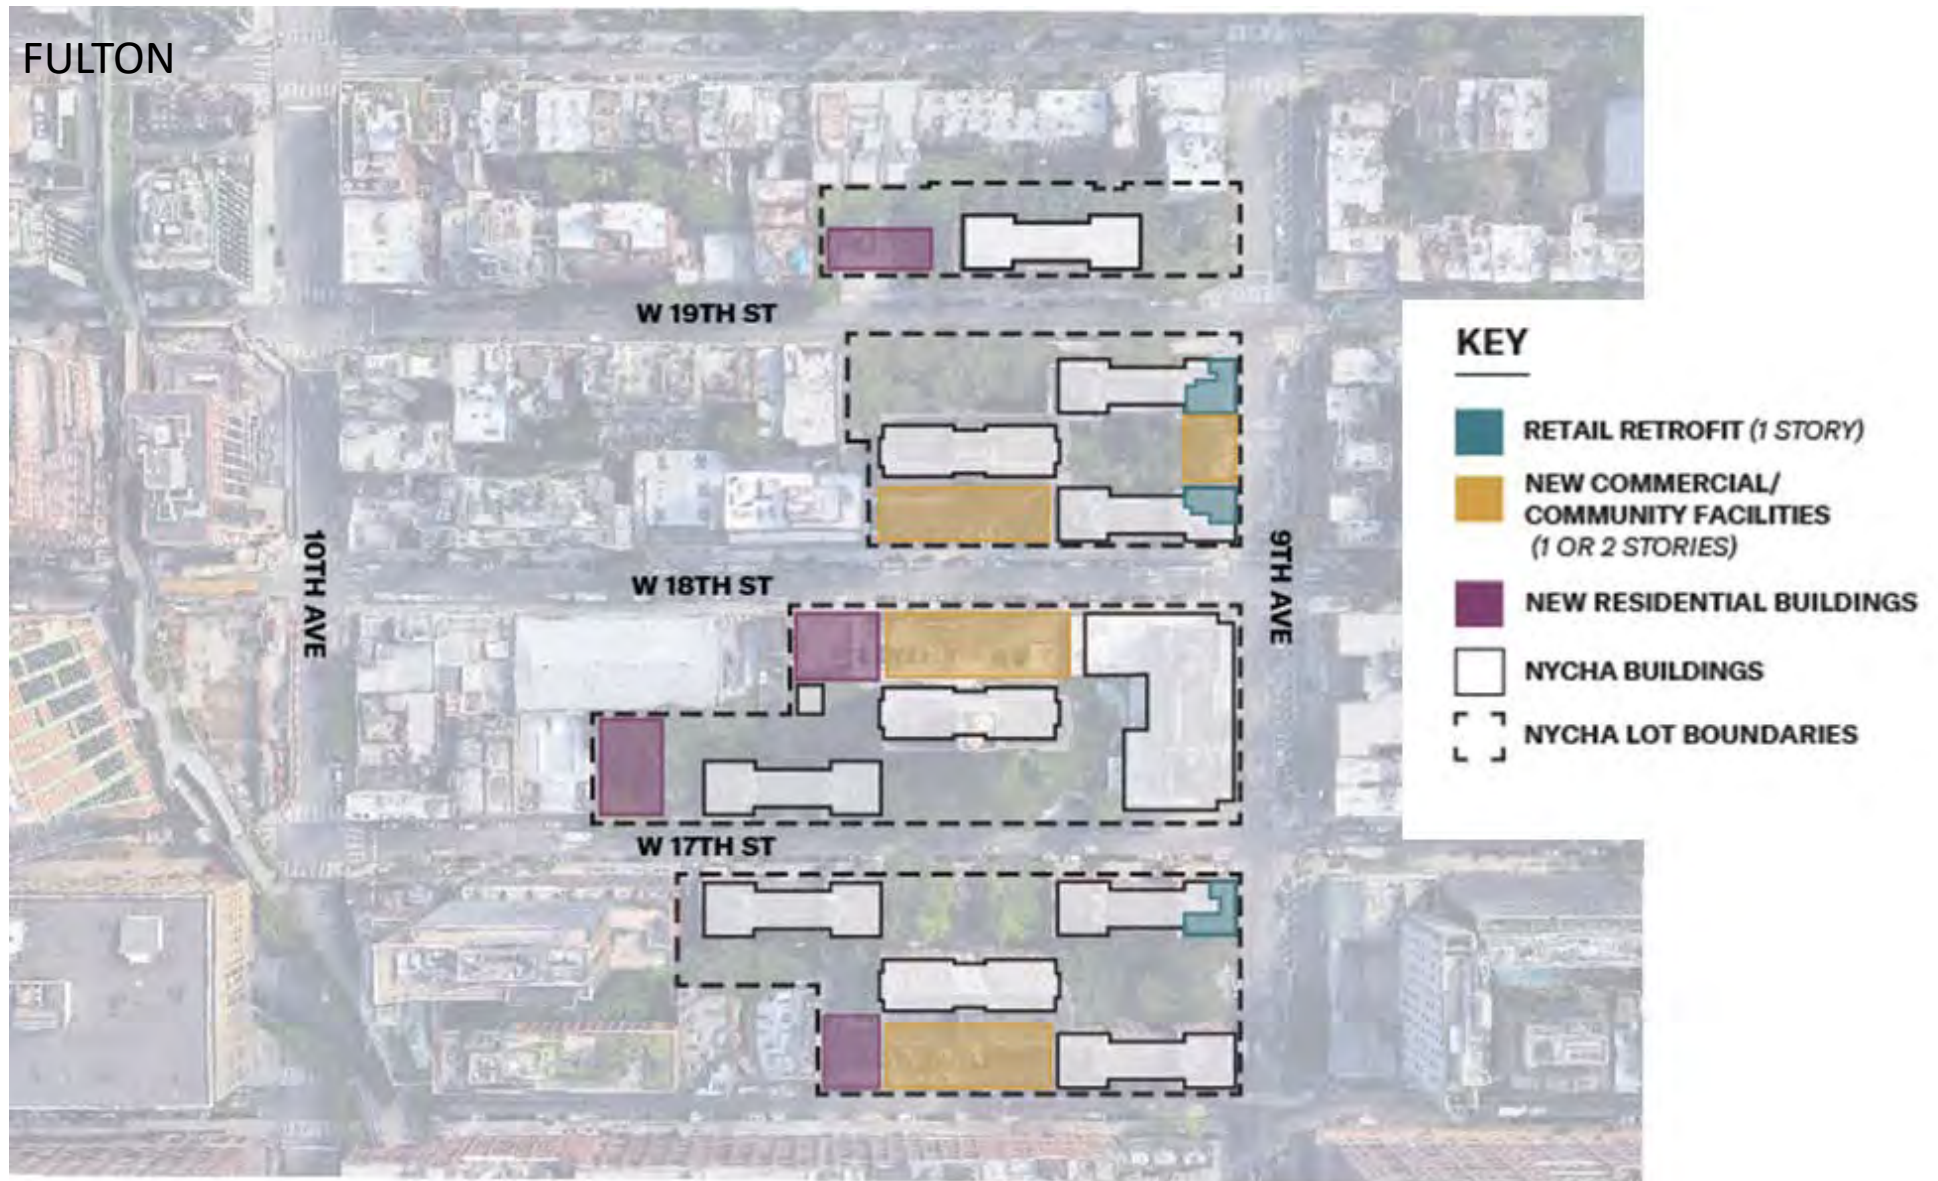 FULTON
W 19TH ST
10TH AVE
W 18TH ST
9TH AVE
W 17TH ST
KEY
RETAIL RETROFIT (1 STORY)
NEW COMMERCIAL/
COMMUNITY FACILITIES
(1 OR 2 STORIES)
NEW RESIDENTIAL BUILDINGS
NYCHA BUILDINGS
NYCHA LOT BOUNDARIES